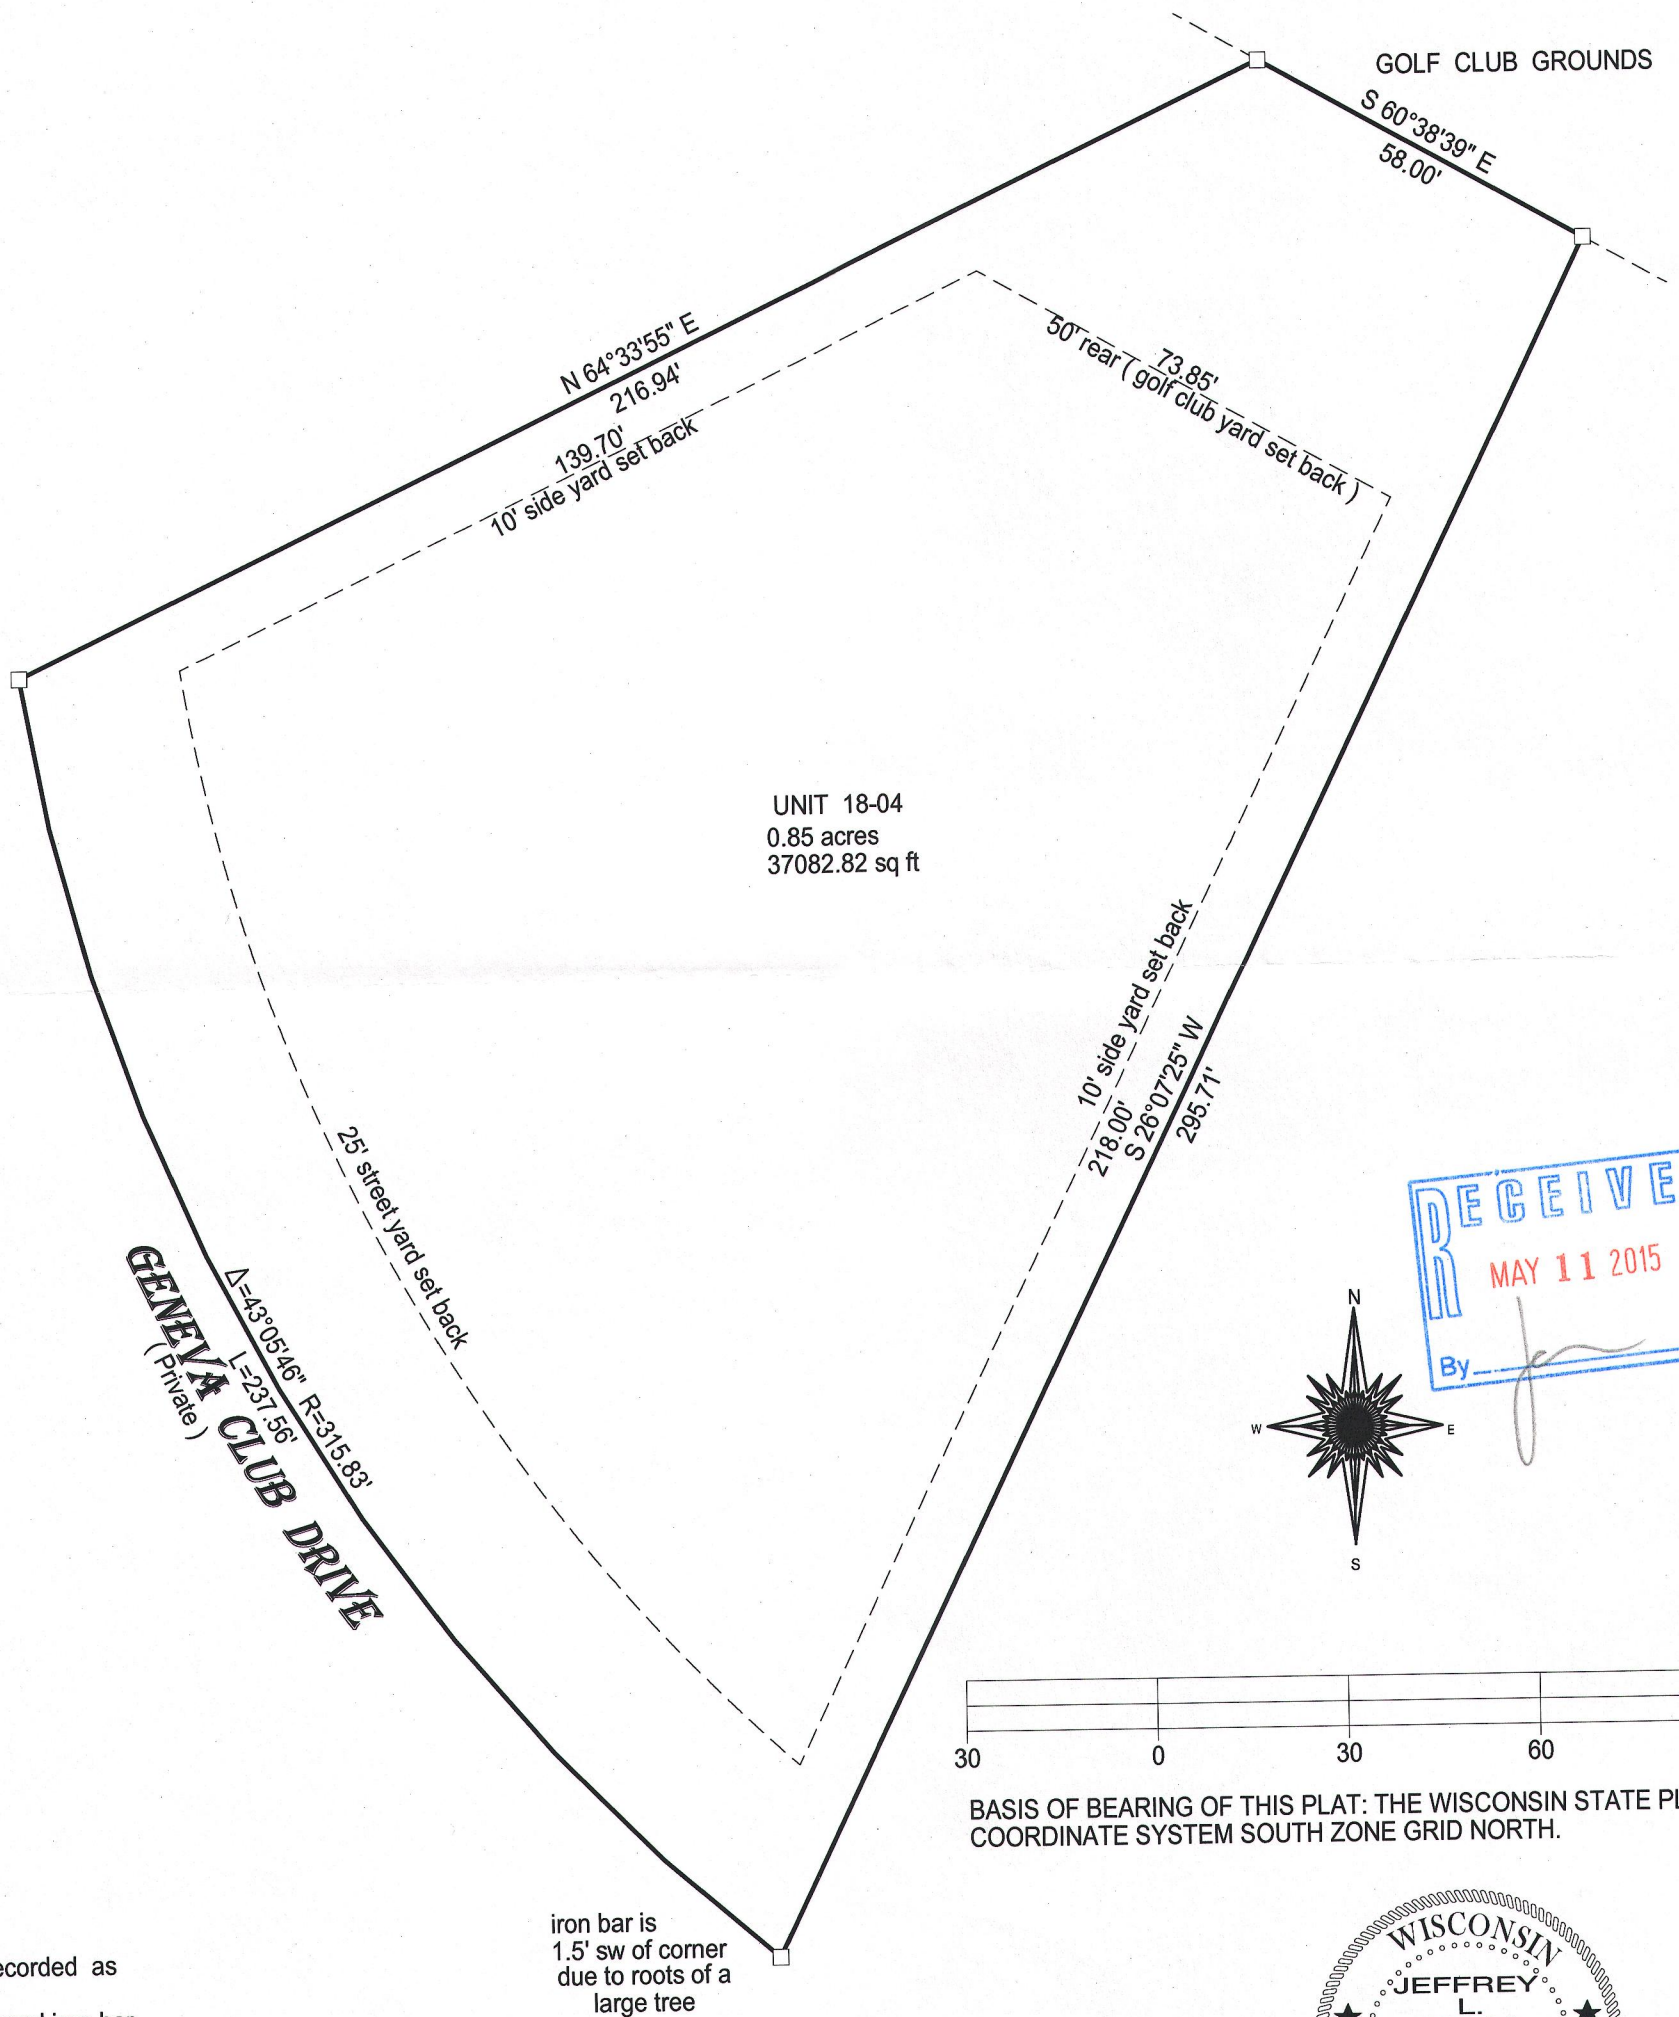 GOLF CLUB GROUNDS
S 60°38'39" E
58.00'
N 64°33'55" E
216.94'
139.70'
10' side yard set back
73.85'
50' rear ( golf club yard set back )
UNIT 18-04
0.85 acres
37082.82 sq ft
10' side yard set back
218.00'
S 26°07'25" W
295.71'
25' street yard set back
Δ=43°05'46" R=315.83'
L=237.56'
GENEVA CLUB DRIVE
( Private )
RECEIVE
MAY 11 2015
By
N
W
E
S
30 0 30 60
BASIS OF BEARING OF THIS PLAT: THE WISCONSIN STATE PL
COORDINATE SYSTEM SOUTH ZONE GRID NORTH.
iron bar is
1.5' sw of corner
due to roots of a
large tree
ecorded as
WISCONSIN
JEFFREY
L.